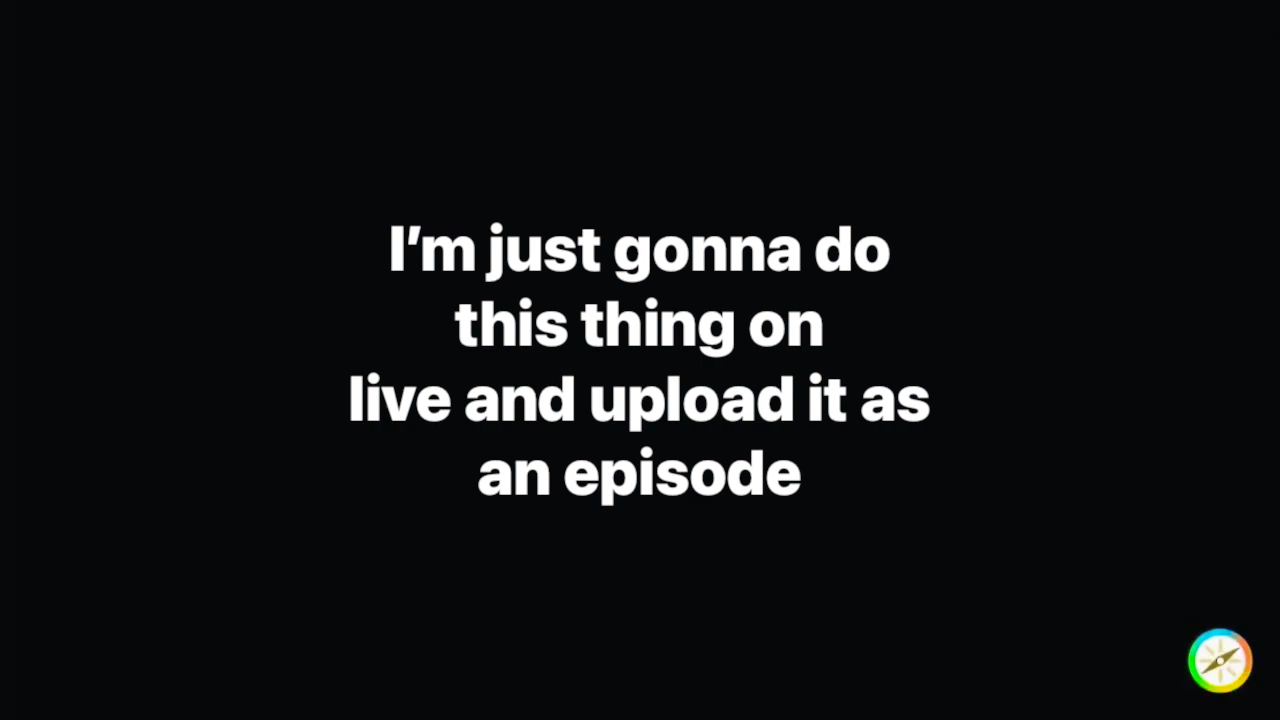 I’m just gonna do
this thing on
live and upload it as
an episode